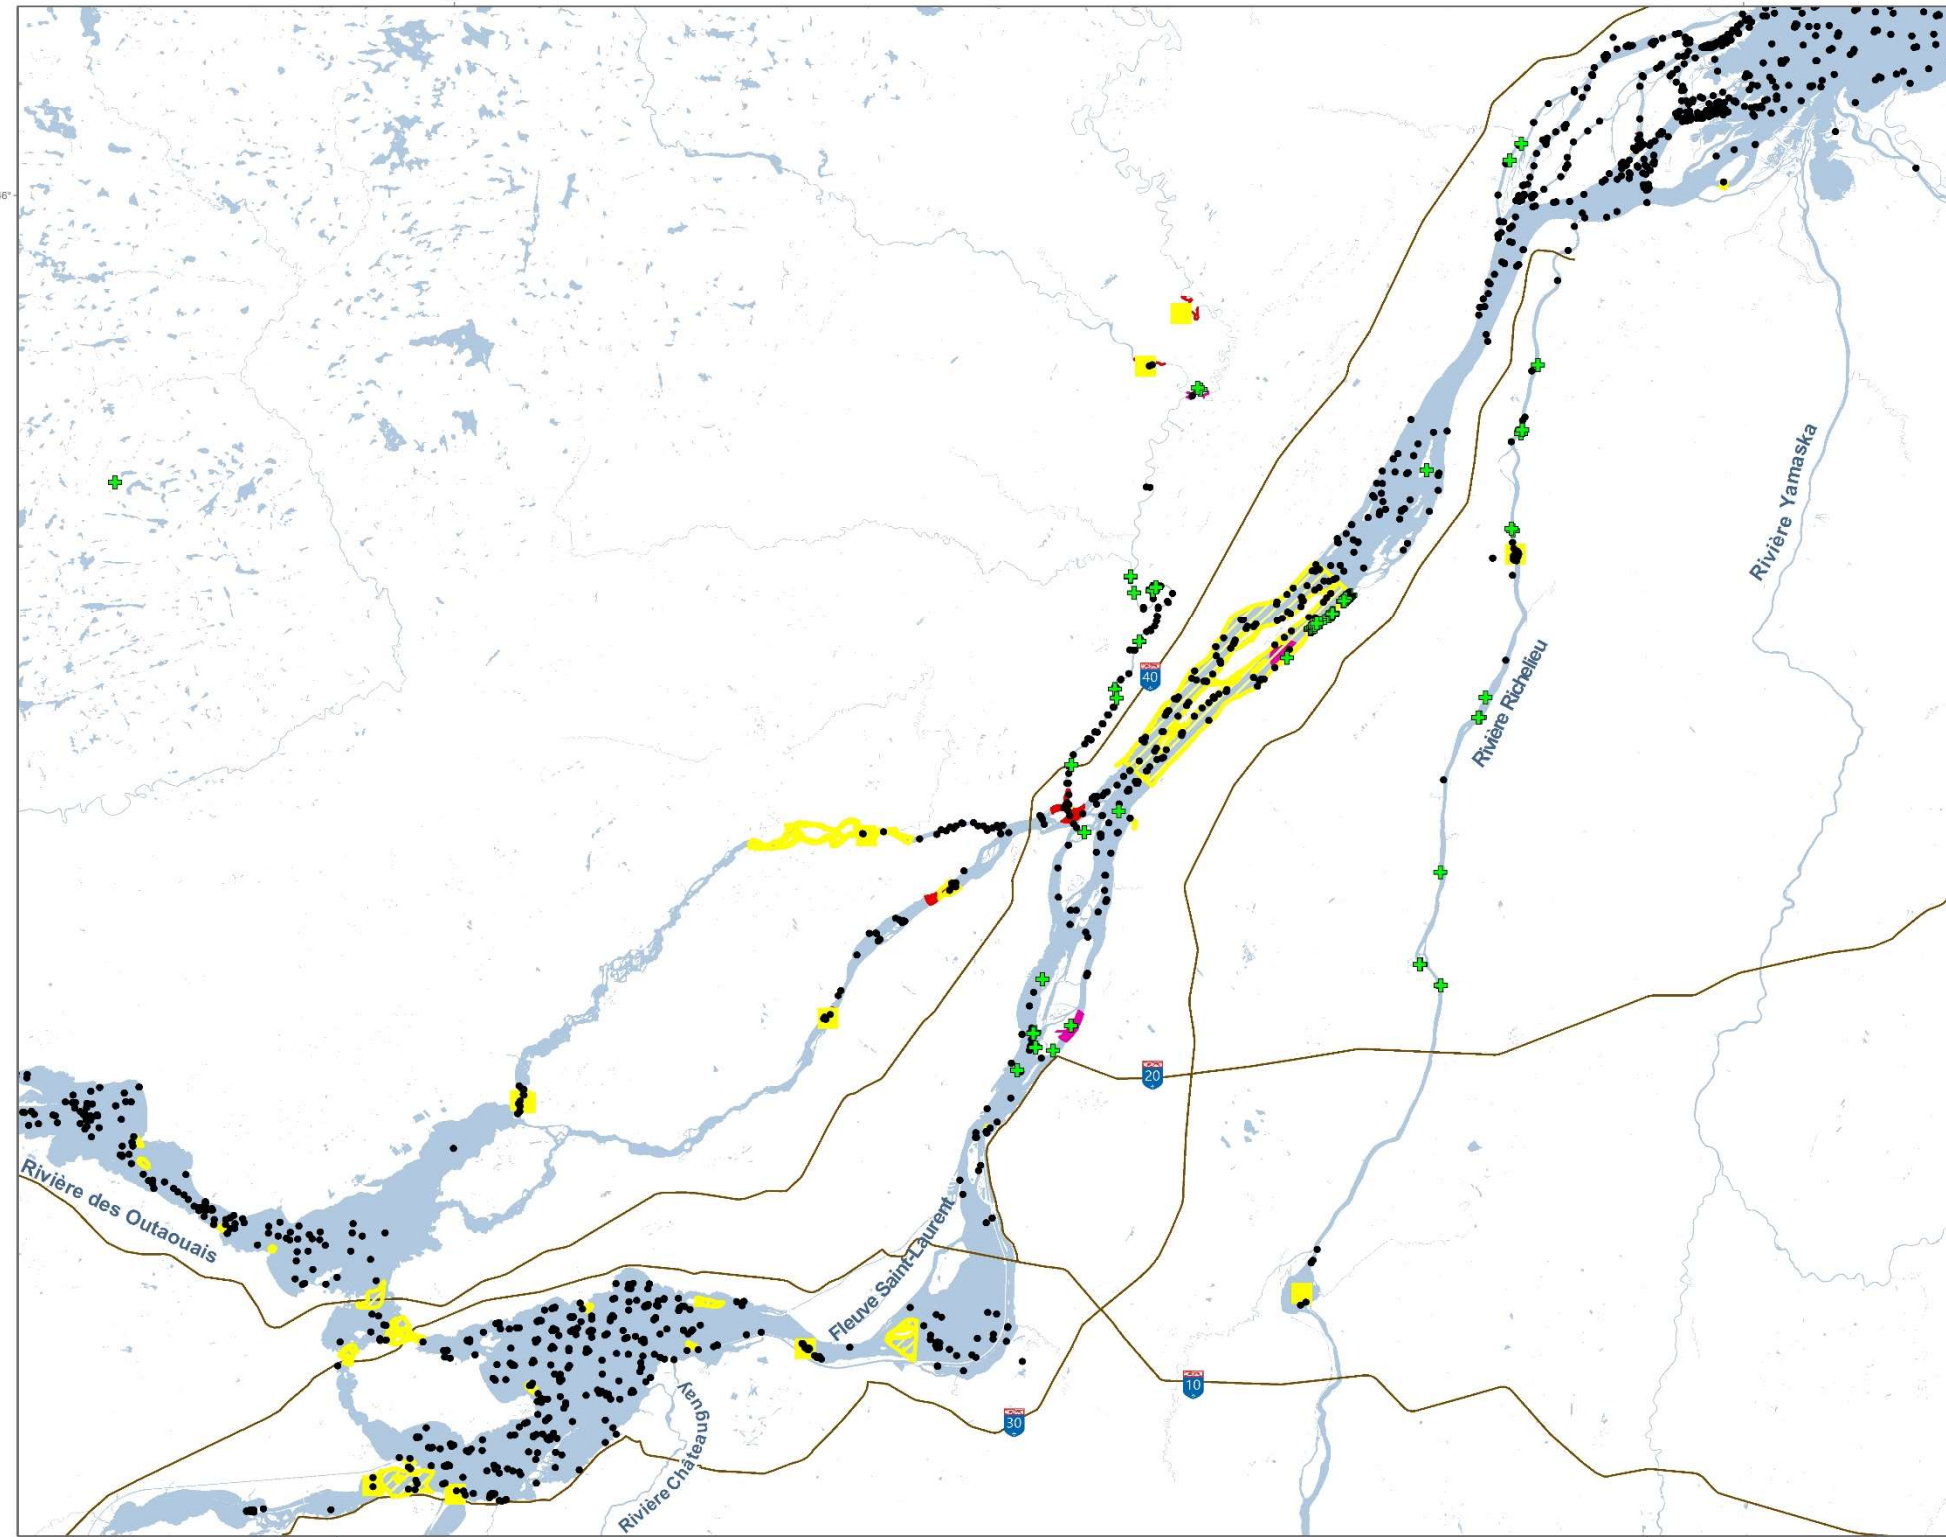 Rivière Yamaska
Rivière Richelieu
40
20
Rivière des Outaouais
Fleuve Saint-Laurent
10
30
Rivière Châteauguay